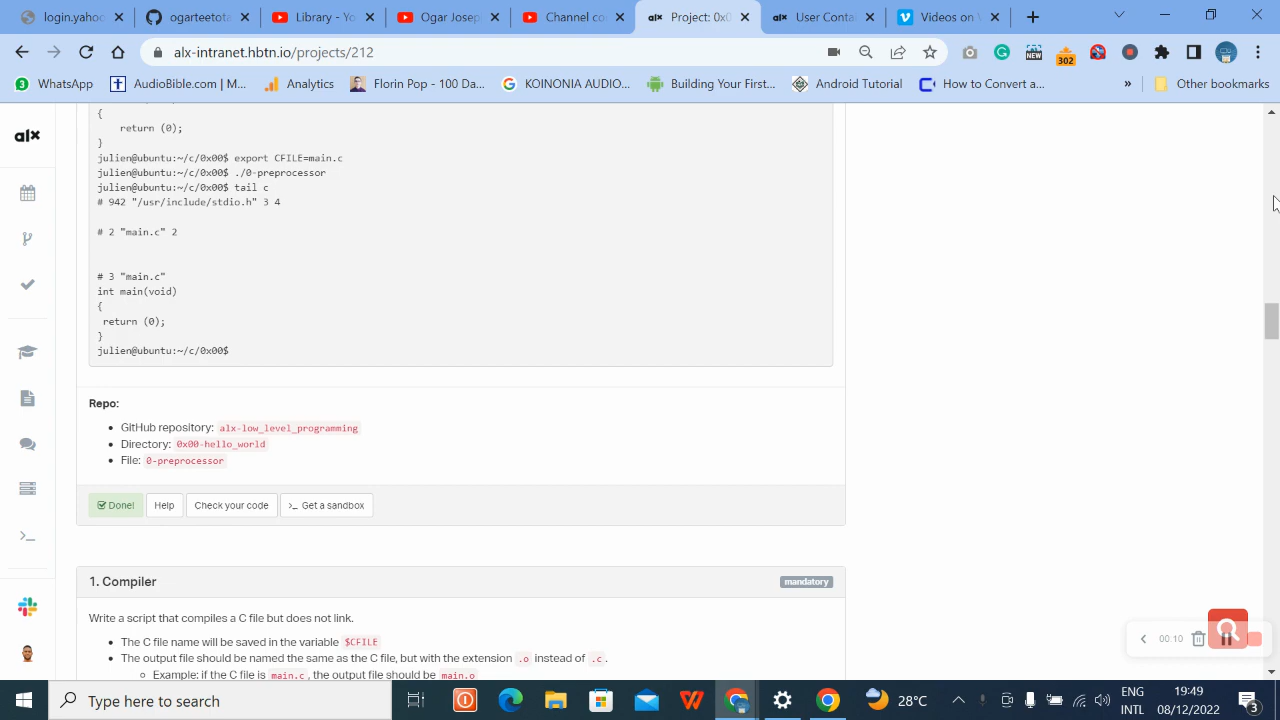 login.yahoo.c
ogarteetota
Library - Yo
Ogar Josep
Channel co
alx Project: 0x0
alx User Conta
Videos on V
alx-intranet.hbtn.io/projects/212
NEW
302
3 WhatsApp
AudioBible.com | M...
Analytics
Florin Pop - 100 Da...
KOINONIA AUDIO...
Building Your First...
Android Tutorial
How to Convert a...
»
Other bookmarks
alx
{
return (0);
}
julien@ubuntu:~/c/0x00$ export CFILE=main.c
julien@ubuntu:~/c/0x00$ ./0-preprocessor
julien@ubuntu:~/c/0x00$ tail c
# 942 "/usr/include/stdio.h" 3 4
# 2 "main.c" 2
# 3 "main.c"
int main(void)
{
return (0);
}
julien@ubuntu:~/c/0x00$
Repo:
• GitHub repository: alx-low_level_programming
• Directory: 0x00-hello_world
• File: 0-preprocessor
Done!
Help
Check your code
>_ Get a sandbox
1. Compiler
mandatory
Write a script that compiles a C file but does not link.
• The C file name will be saved in the variable $CFILE
• The output file should be named the same as the C file, but with the extension .o instead of .c.
Example: if the C file is main.c, the output file should be main.o
00:10
Type here to search
28°C
ENG
INTL
19:49
08/12/2022
3